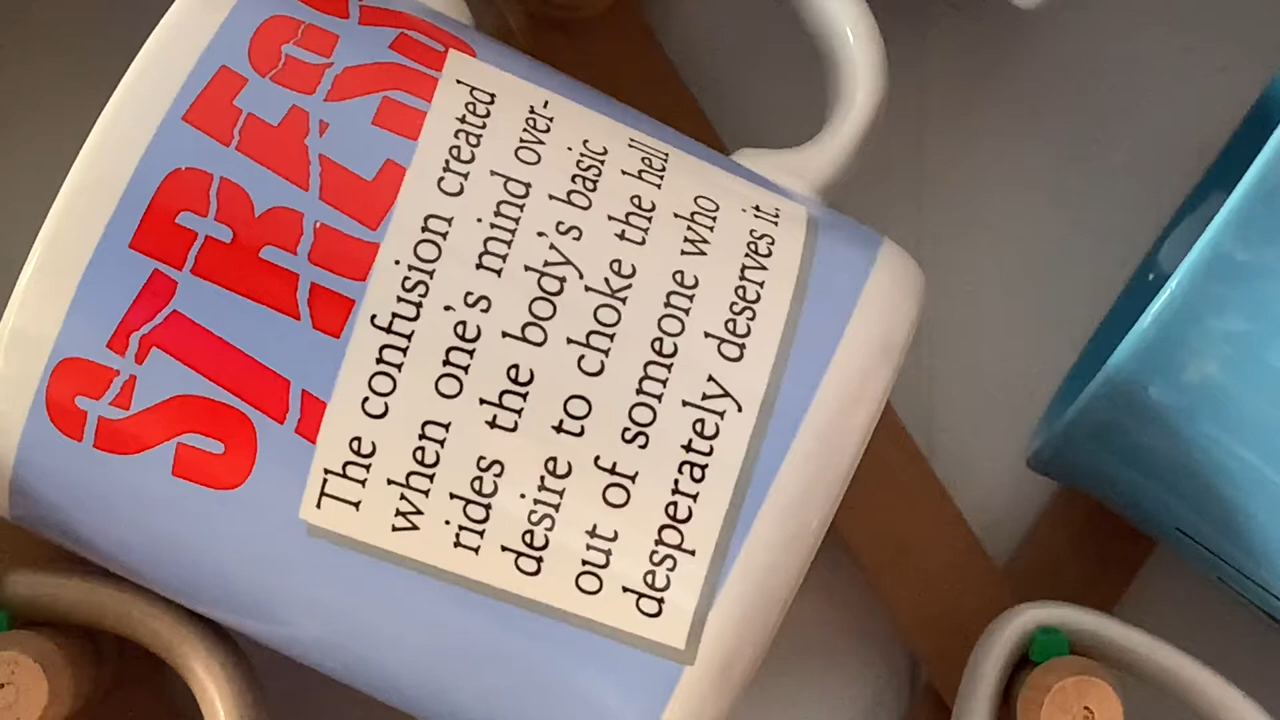 STRESS
The confusion created
when one's mind over-
rides the body's basic
desire to choke the hell
out of someone who
desperately deserves it.